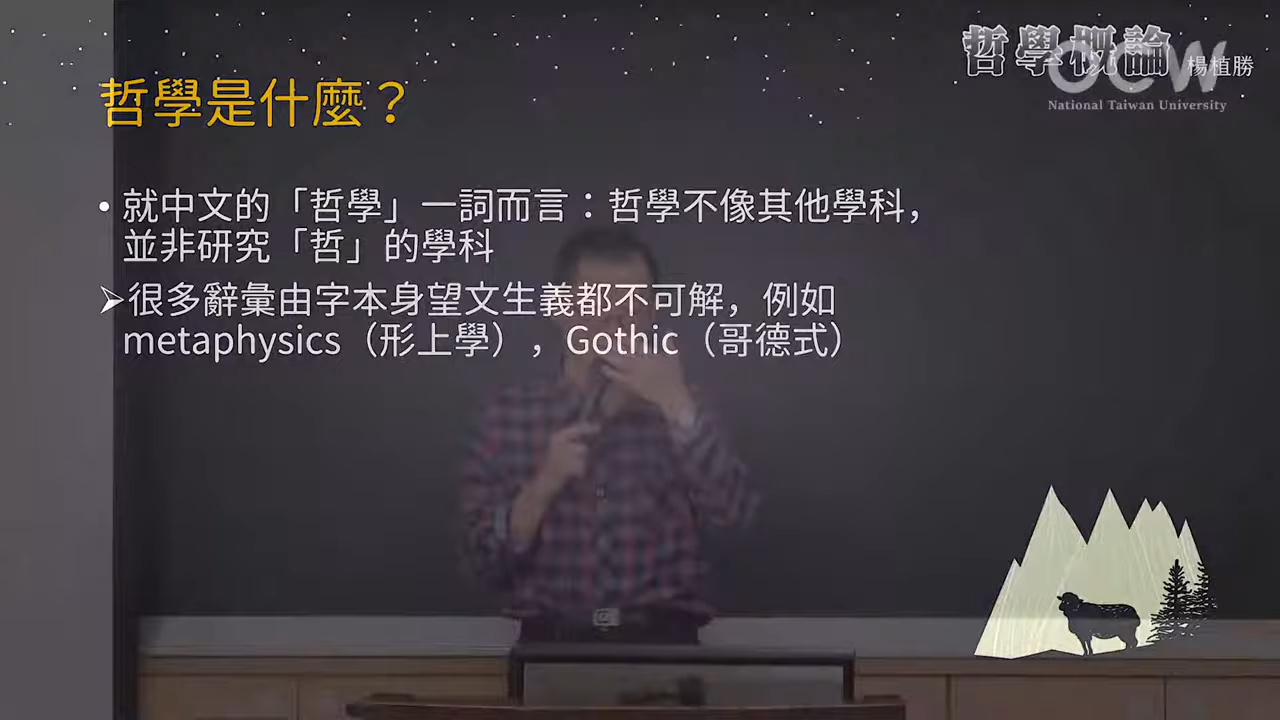 哲學概論
OCW
楊植勝
National Taiwan University
哲學是什麼？
• 就中文的「哲學」一詞而言：哲學不像其他學科，
並非研究「哲」的學科
➢很多辭彙由字本身望文生義都不可解，例如
metaphysics（形上學），Gothic（哥德式）